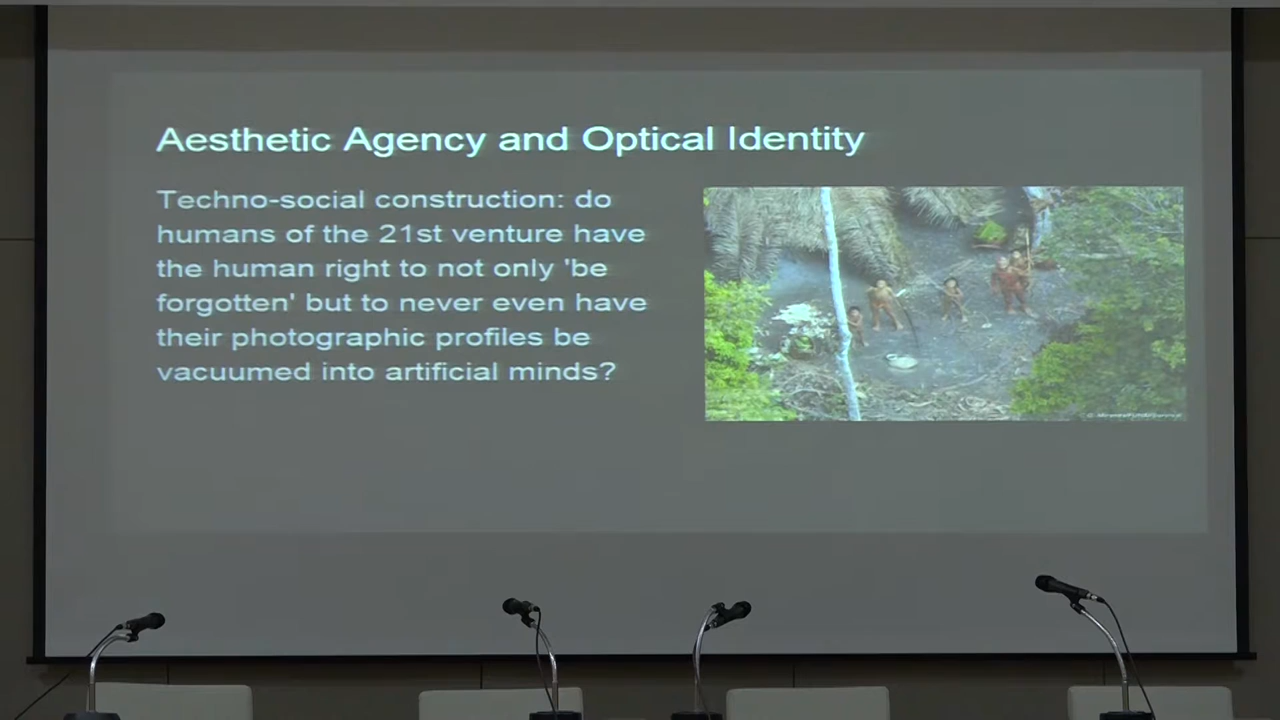 Aesthetic Agency and Optical Identity
Techno-social construction: do
humans of the 21st venture have
the human right to not only 'be
forgotten' but to never even have
their photographic profiles be
vacuumed into artificial minds?